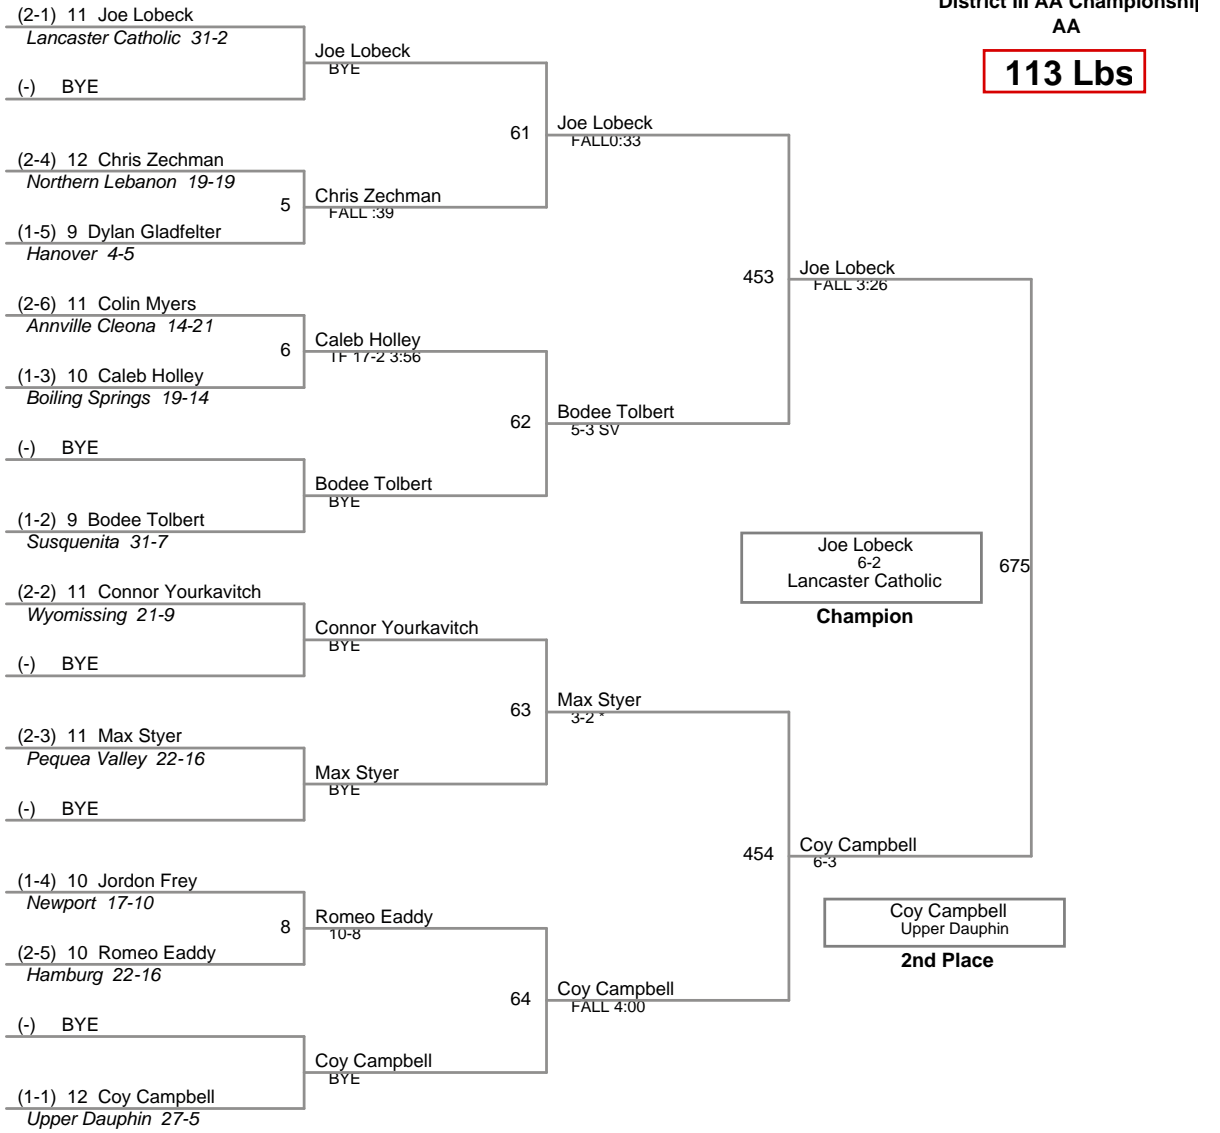 District III AA Championship
AA
113 Lbs
(2-1) 11 Joe Lobeck
Lancaster Catholic 31-2
(-) BYE
(2-4) 12 Chris Zechman
Northern Lebanon 19-19
(1-5) 9 Dylan Gladfelter
Hanover 4-5
(2-6) 11 Colin Myers
Annville Cleona 14-21
(1-3) 10 Caleb Holley
Boiling Springs 19-14
(-) BYE
(1-2) 9 Bodee Tolbert
Susquenita 31-7
(2-2) 11 Connor Yourkavitch
Wyomissing 21-9
(-) BYE
(2-3) 11 Max Styer
Pequea Valley 22-16
(-) BYE
(1-4) 10 Jordon Frey
Newport 17-10
(2-5) 10 Romeo Eaddy
Hamburg 22-16
(-) BYE
(1-1) 12 Coy Campbell
Upper Dauphin 27-5
Joe Lobeck
BYE
5
Chris Zechman
FALL :39
6
Caleb Holley
TF 17-2 3:56
Bodee Tolbert
BYE
Connor Yourkavitch
BYE
Max Styer
BYE
8
Romeo Eaddy
10-8
Coy Campbell
BYE
61
Joe Lobeck
FALL0:33
62
Bodee Tolbert
5-3 SV
63
Max Styer
3-2 *
64
Coy Campbell
FALL 4:00
453
Joe Lobeck
FALL 3:26
454
Coy Campbell
6-3
675
Joe Lobeck
6-2
Lancaster Catholic
Champion
Coy Campbell
Upper Dauphin
2nd Place